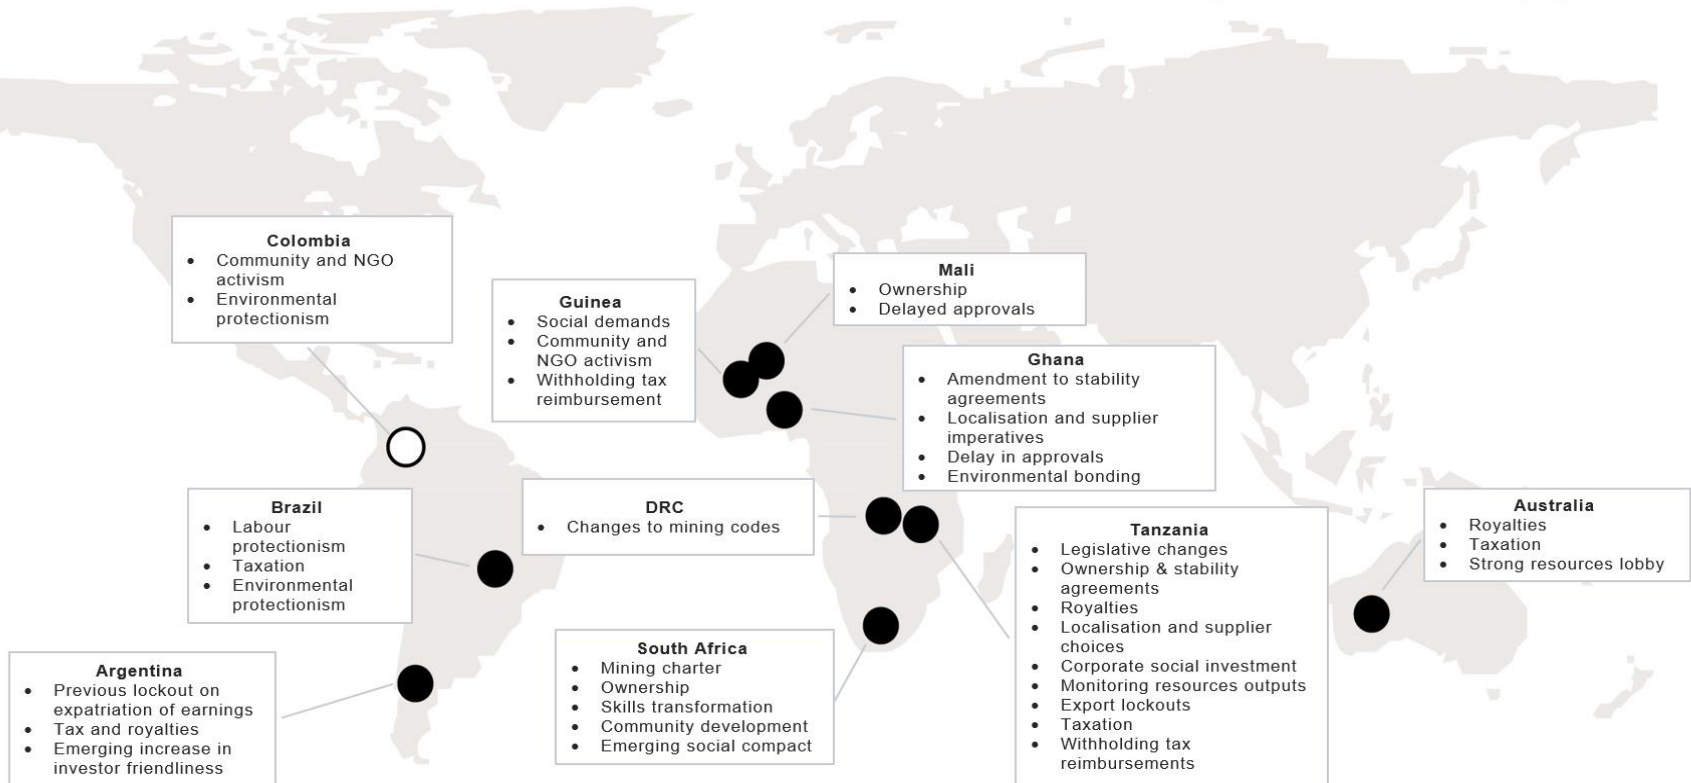 Colombia
• Community and NGO
activism
• Environmental
protectionism
Guinea
• Social demands
• Community and
NGO activism
• Withholding tax
reimbursement
Mali
• Ownership
• Delayed approvals
Ghana
• Amendment to stability
agreements
• Localisation and supplier
imperatives
• Delay in approvals
• Environmental bonding
Brazil
• Labour
protectionism
• Taxation
• Environmental
protectionism
DRC
• Changes to mining codes
Tanzania
• Legislative changes
• Ownership & stability
agreements
• Royalties
• Localisation and supplier
choices
• Corporate social investment
• Monitoring resources outputs
• Export lockouts
• Taxation
• Withholding tax
reimbursements
Australia
• Royalties
• Taxation
• Strong resources lobby
Argentina
• Previous lockout on
expatriation of earnings
• Tax and royalties
• Emerging increase in
investor friendliness
South Africa
• Mining charter
• Ownership
• Skills transformation
• Community development
• Emerging social compact